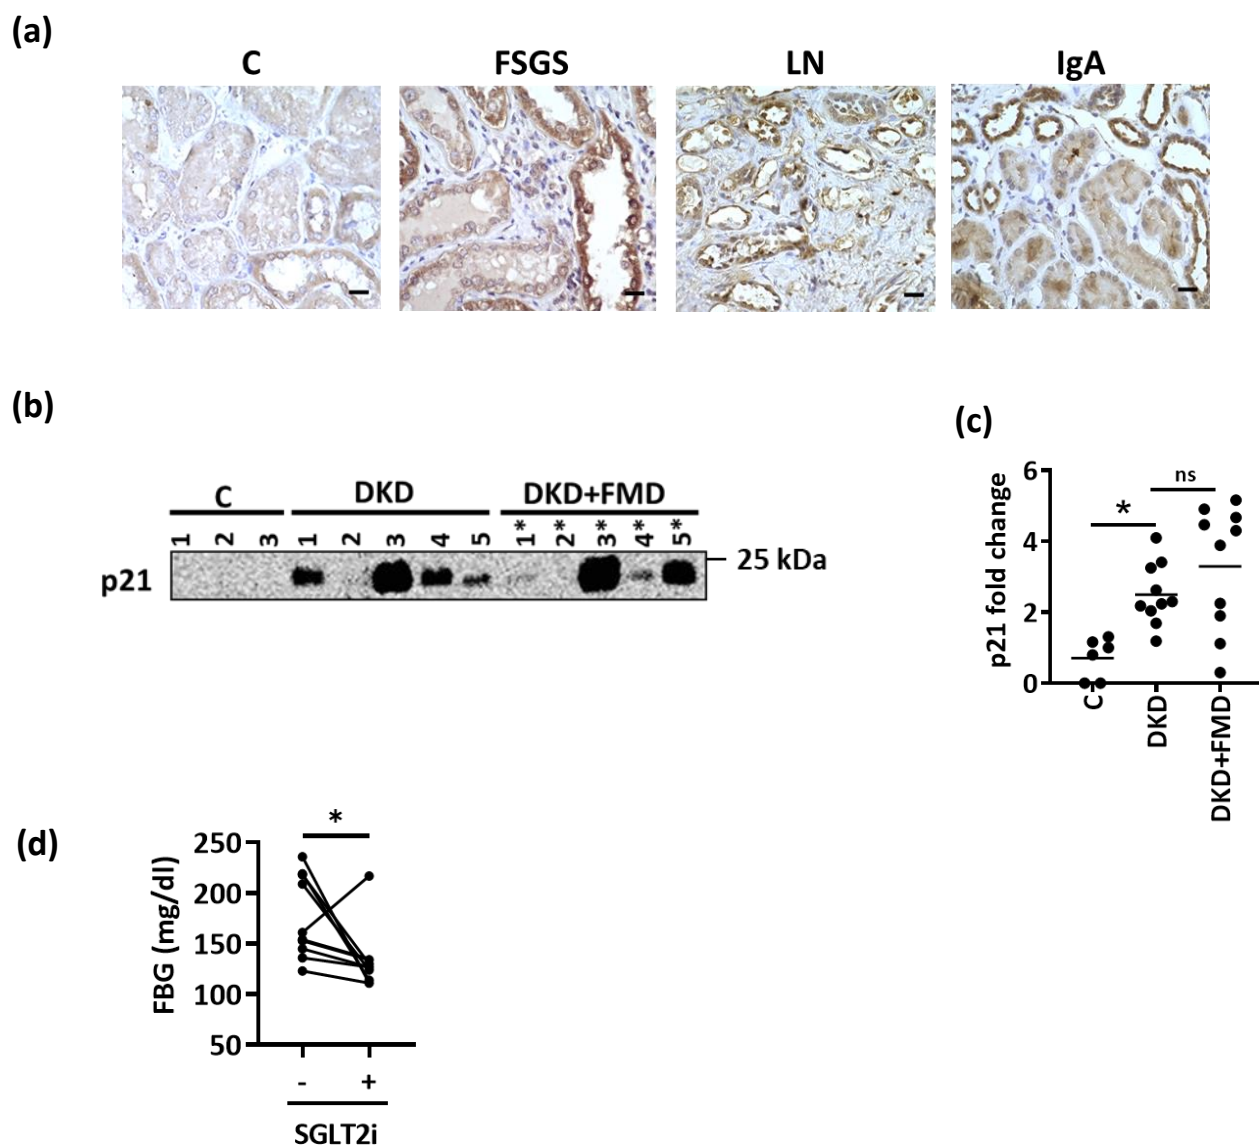 (a)
C FSGS LN IgA
(b)
C DKD DKD+FMD
1 2 3 1 2 3 4 5 1* 2* 3* 4* 5*
p21
25 kDa
(c)
p21 fold change
6
4
2
0
*
ns
C DKD DKD+FMD
(d)
FBG (mg/dl)
250
200
150
100
50
*
- +
SGLT2i